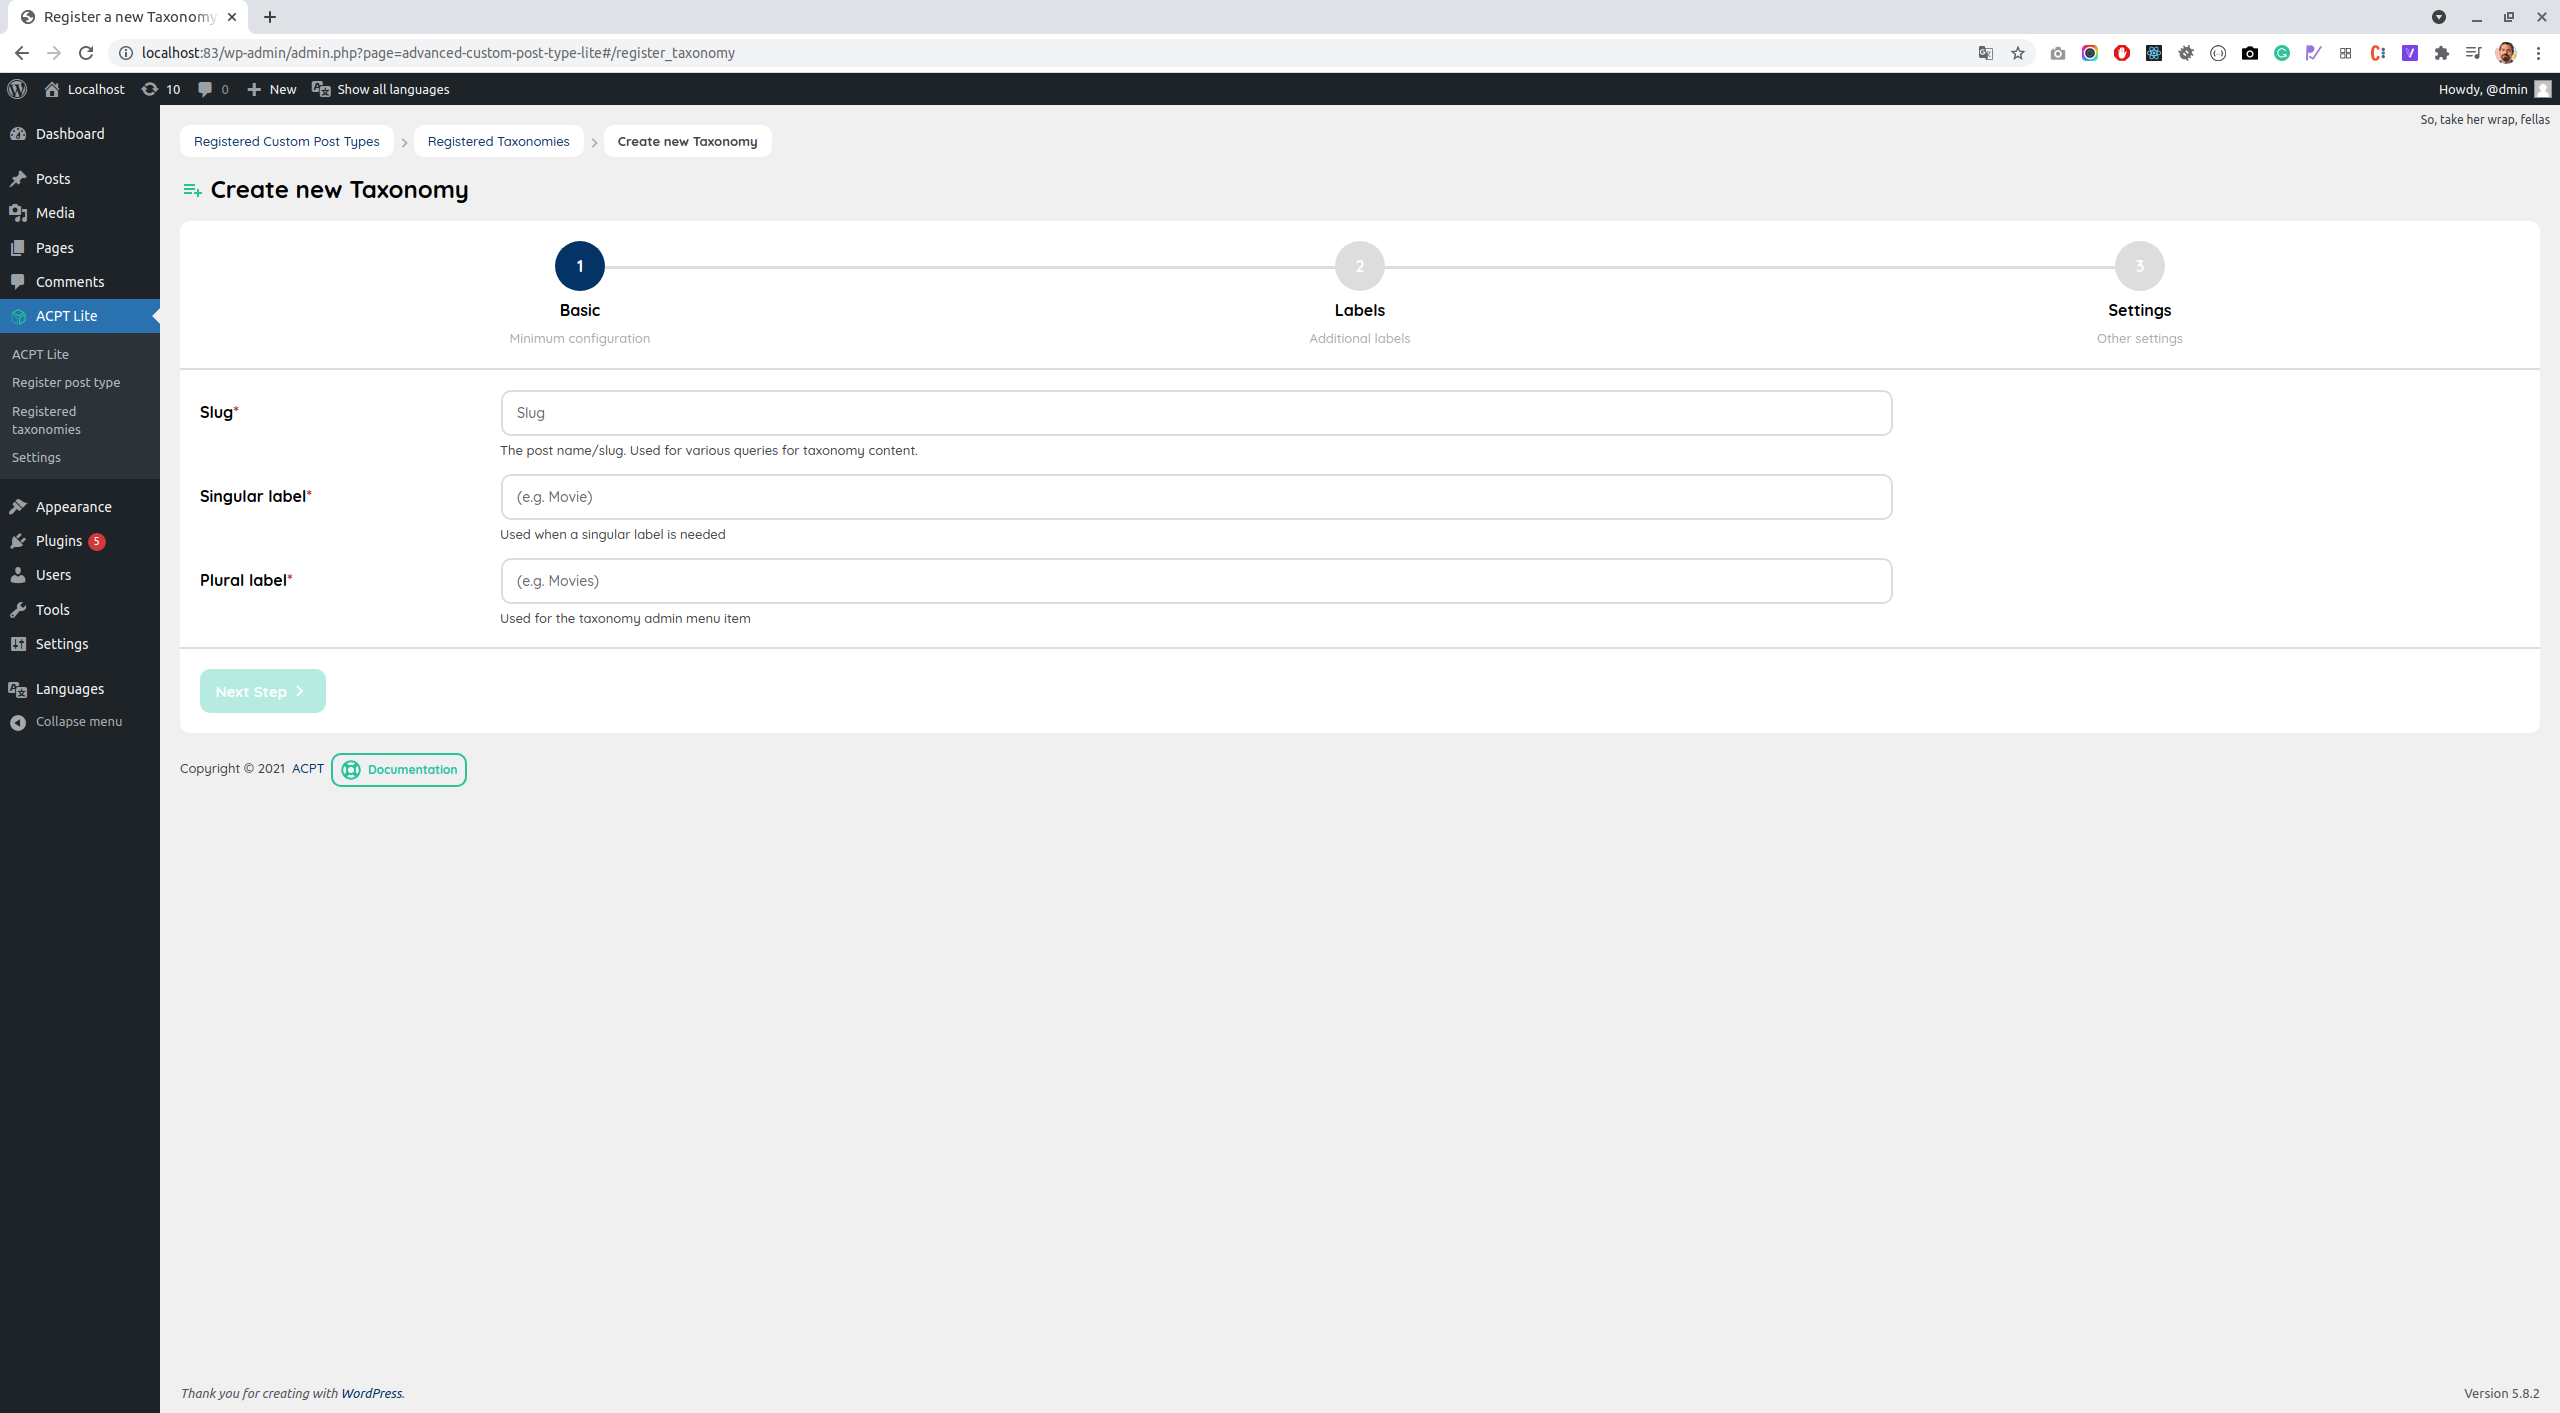 Register a new Taxonomy
localhost:83/wp-admin/admin.php?page=advanced-custom-post-type-lite#/register_taxonomy
Localhost
10
0
New
Show all languages
Howdy, @dmin
So, take her wrap, fellas
Dashboard
Posts
Media
Pages
Comments
ACPT Lite
ACPT Lite
Register post type
Registered
taxonomies
Settings
Appearance
Plugins 5
Users
Tools
Settings
Languages
Collapse menu
Registered Custom Post Types
Registered Taxonomies
Create new Taxonomy
Create new Taxonomy
1
Basic
Minimum configuration
2
Labels
Additional labels
3
Settings
Other settings
Slug*
Slug
The post name/slug. Used for various queries for taxonomy content.
Singular label*
(e.g. Movie)
Used when a singular label is needed
Plural label*
(e.g. Movies)
Used for the taxonomy admin menu item
Next Step
Copyright © 2021 ACPT
Documentation
Thank you for creating with WordPress.
Version 5.8.2